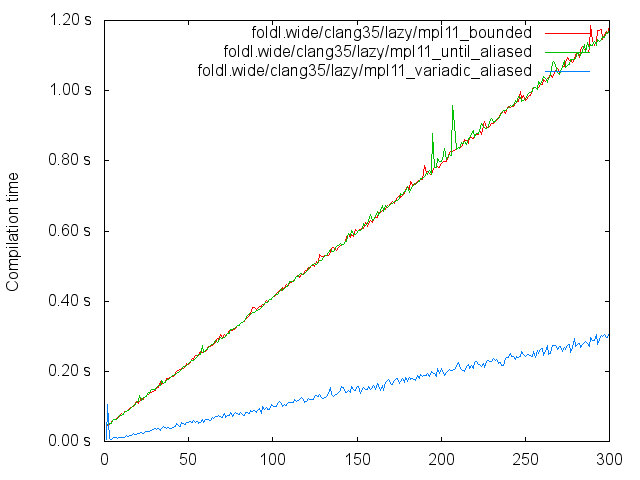 1.20 s
1.00 s
0.80 s
0.60 s
0.40 s
0.20 s
0.00 s
Compilation time
foldl.wide/clang35/lazy/mpl11_bounded
foldl.wide/clang35/lazy/mpl11_until_aliased
foldl.wide/clang35/lazy/mpl11_variadic_aliased
0 50 100 150 200 250 300